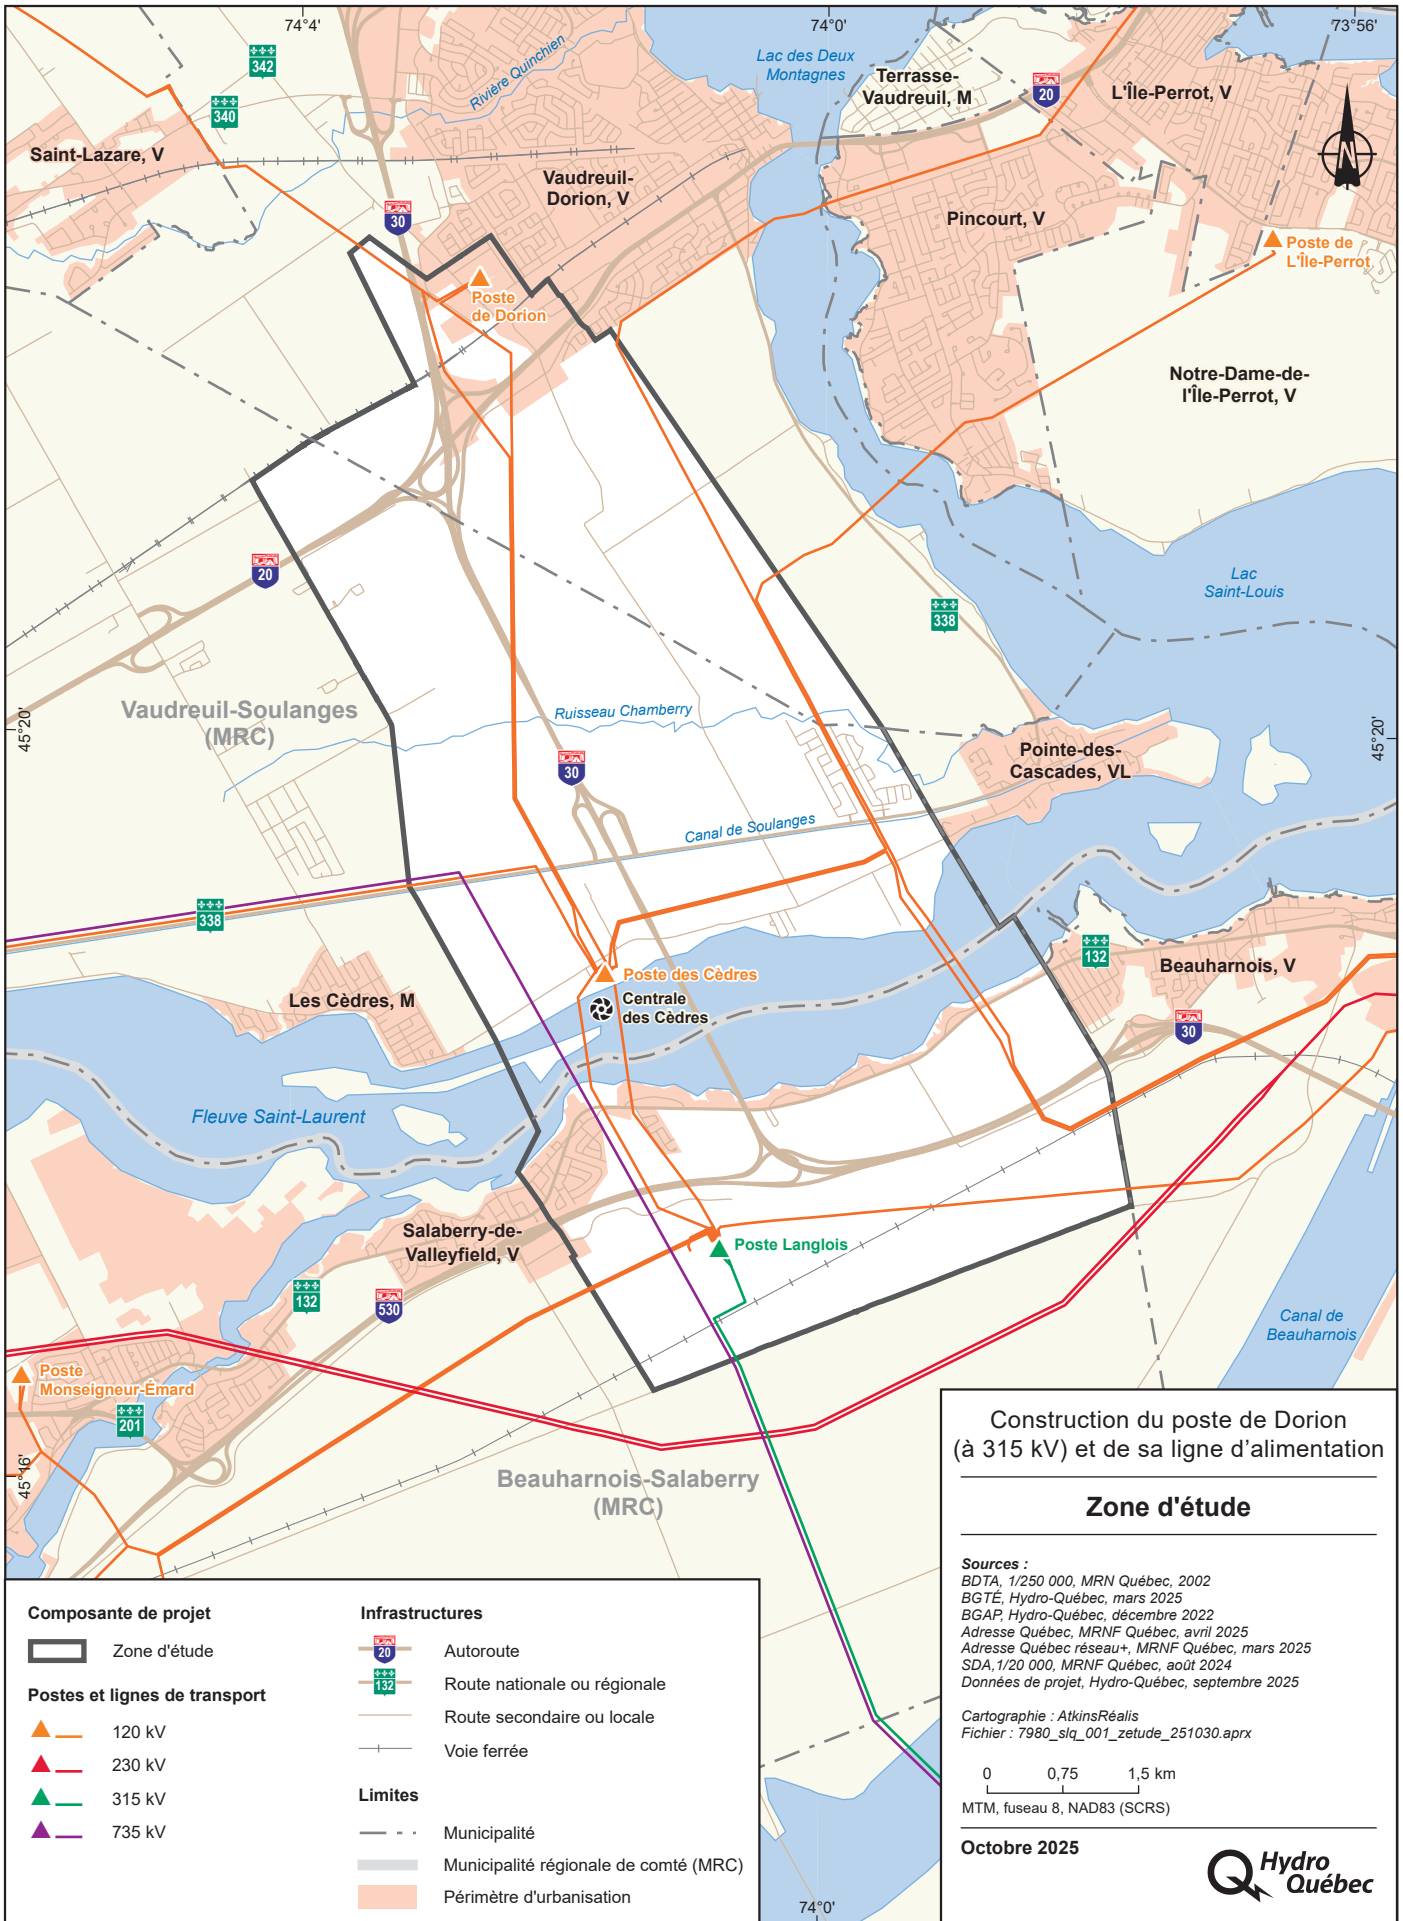 74°4'
74°0'
73°56'
342
340
Rivière Quinchien
Lac des Deux
Montagnes
Terrasse-
Vaudreuil, M
20
L'Île-Perrot, V
Saint-Lazare, V
Vaudreuil-
Dorion, V
30
Pincourt, V
N
Poste de
L'Île-Perrot
Poste
de Dorion
Notre-Dame-de-
l'Île-Perrot, V
20
Lac
Saint-Louis
338
Vaudreuil-Soulanges
(MRC)
45°20'
Ruisseau Chamberry
45°20'
30
Pointe-des-
Cascades, VL
Canal de Soulanges
338
132
Beauharnois, V
Poste des Cèdres
Les Cèdres, M
Centrale
des Cèdres
30
Fleuve Saint-Laurent
Salaberry-de-
Valleyfield, V
Poste Langlois
132
530
Canal de
Beauharnois
Poste
Monseigneur-Émard
201
45°16'
Beauharnois-Salaberry
(MRC)
Construction du poste de Dorion
(à 315 kV) et de sa ligne d'alimentation
Zone d'étude
Sources :
BDTA, 1/250 000, MRN Québec, 2002
BGTÉ, Hydro-Québec, mars 2025
BGAP, Hydro-Québec, décembre 2022
Adresse Québec, MRNF Québec, avril 2025
Adresse Québec réseau+, MRNF Québec, mars 2025
SDA,1/20 000, MRNF Québec, août 2024
Données de projet, Hydro-Québec, septembre 2025
Cartographie : AtkinsRéalis
Fichier : 7980_slq_001_zetude_251030.aprx
0 0,75 1,5 km
MTM, fuseau 8, NAD83 (SCRS)
Octobre 2025
Hydro
Québec
Composante de projet
Zone d'étude
Postes et lignes de transport
120 kV
230 kV
315 kV
735 kV
Infrastructures
20
Autoroute
132
Route nationale ou régionale
Route secondaire ou locale
Voie ferrée
Limites
Municipalité
Municipalité régionale de comté (MRC)
Périmètre d'urbanisation
74°0'